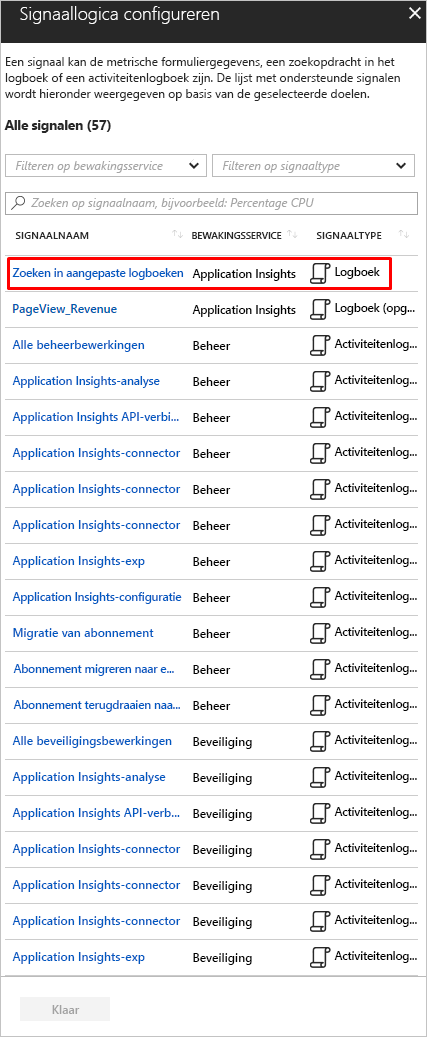 Signaallogica configureren
Een signaal kan de metrische formuliergegevens, een zoekopdracht in het
logboek of een activiteitenlogboek zijn. De lijst met ondersteunde signalen
wordt hieronder weergegeven op basis van de geselecteerde doelen.
Alle signalen (57)
Filteren op bewakingsservice Filteren op signaaltype
Zoeken op signaalnaam, bijvoorbeeld: Percentage CPU
SIGNAALNAAM BEWAKINGSSERVICE SIGNAALTYPE
Zoeken in aangepaste logboeken Application Insights Logboek
PageView_Revenue Application Insights Logboek (opg...
Alle beheerbewerkingen Beheer Activiteitenlog...
Application Insights-analyse Beheer Activiteitenlog...
Application Insights API-verbi... Beheer Activiteitenlog...
Application Insights-connector Beheer Activiteitenlog...
Application Insights-connector Beheer Activiteitenlog...
Application Insights-connector Beheer Activiteitenlog...
Application Insights-exp Beheer Activiteitenlog...
Application Insights-configuratie Beheer Activiteitenlog...
Migratie van abonnement Beheer Activiteitenlog...
Abonnement migreren naar e... Beheer Activiteitenlog...
Abonnement terugdraaien naa... Beheer Activiteitenlog...
Alle beveiligingsbewerkingen Beveiliging Activiteitenlog...
Application Insights-analyse Beveiliging Activiteitenlog...
Application Insights API-verb... Beveiliging Activiteitenlog...
Application Insights-connector Beveiliging Activiteitenlog...
Application Insights-connector Beveiliging Activiteitenlog...
Application Insights-connector Beveiliging Activiteitenlog...
Application Insights-exp Beveiliging Activiteitenlog...
Klaar